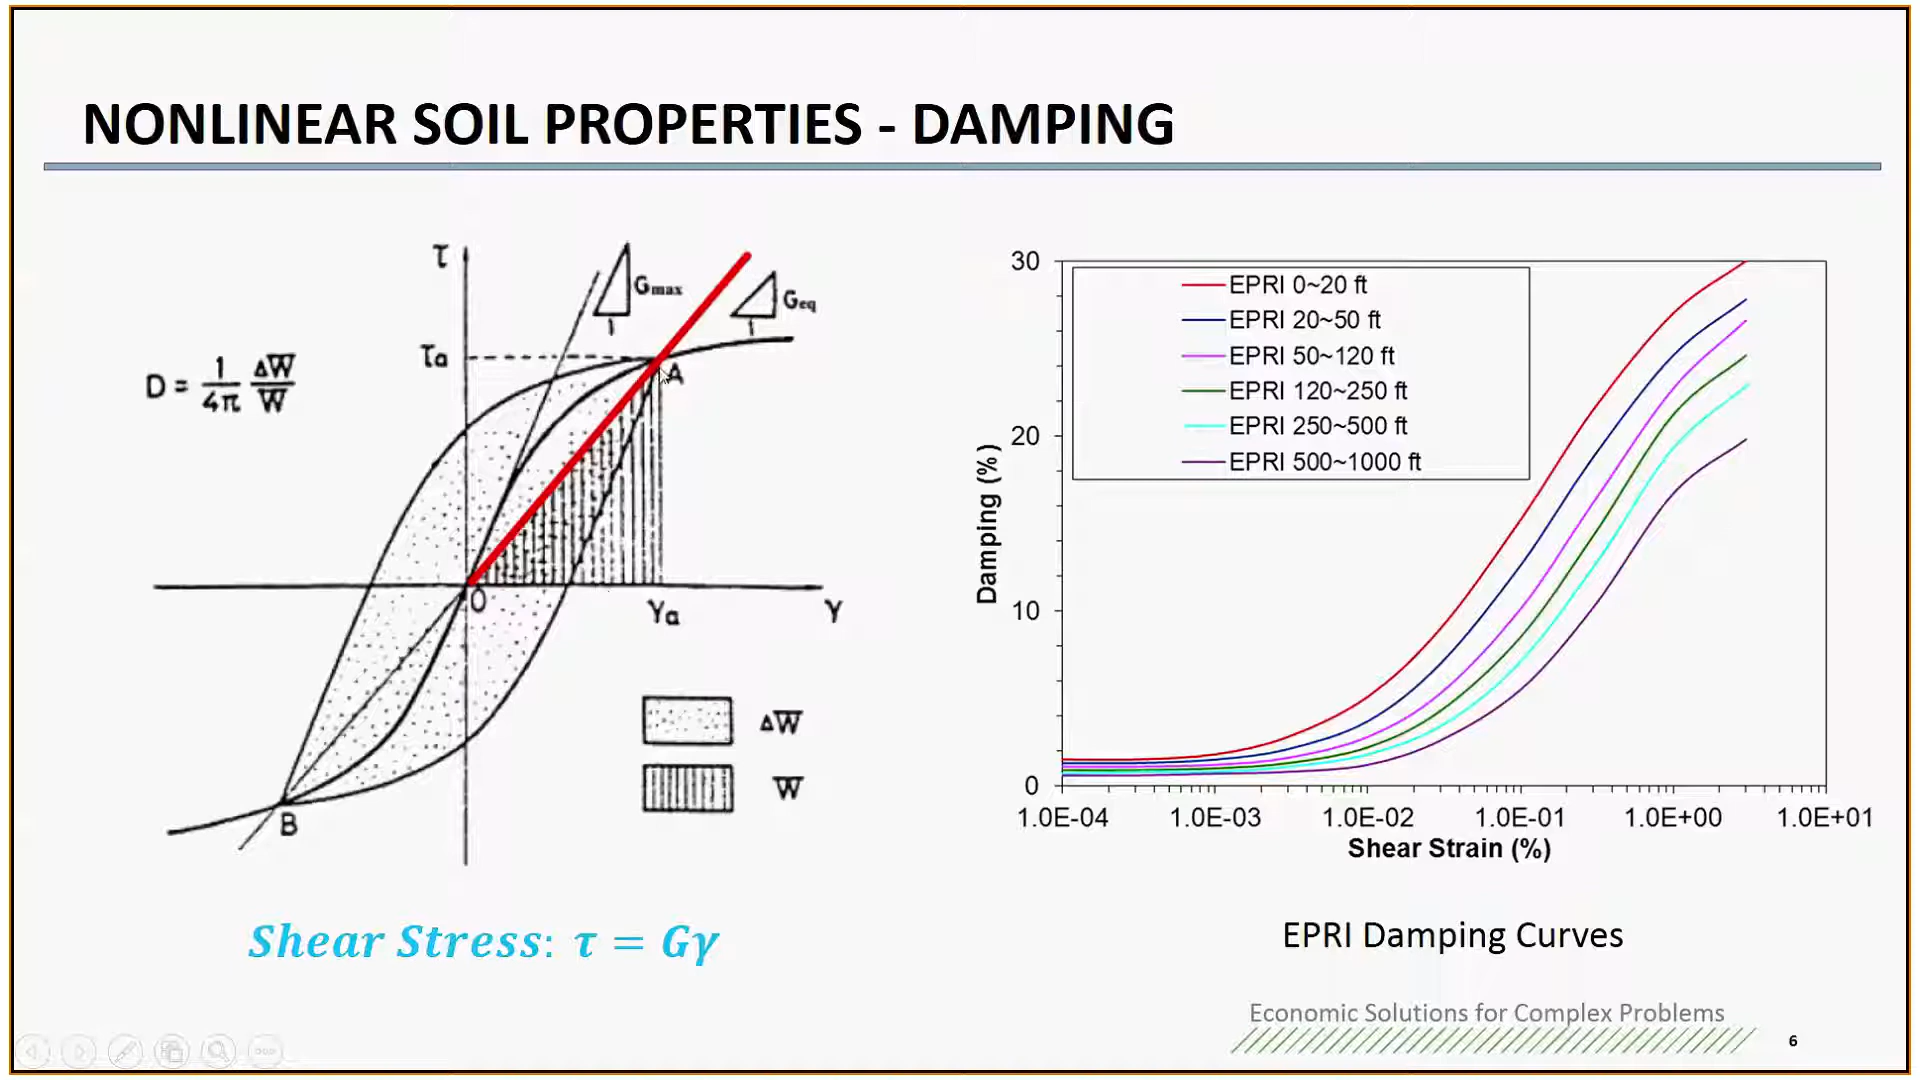 NONLINEAR SOIL PROPERTIES - DAMPING
τ
Gmax
1
Geq
1
τa
A
D = 1/4π ΔW/W
O
γa
γ
B
ΔW
W
Shear Stress: τ = Gγ
30
20
10
0
Damping (%)
EPRI 0~20 ft
EPRI 20~50 ft
EPRI 50~120 ft
EPRI 120~250 ft
EPRI 250~500 ft
EPRI 500~1000 ft
1.0E-04 1.0E-03 1.0E-02 1.0E-01 1.0E+00 1.0E+01
Shear Strain (%)
EPRI Damping Curves
Economic Solutions for Complex Problems
6